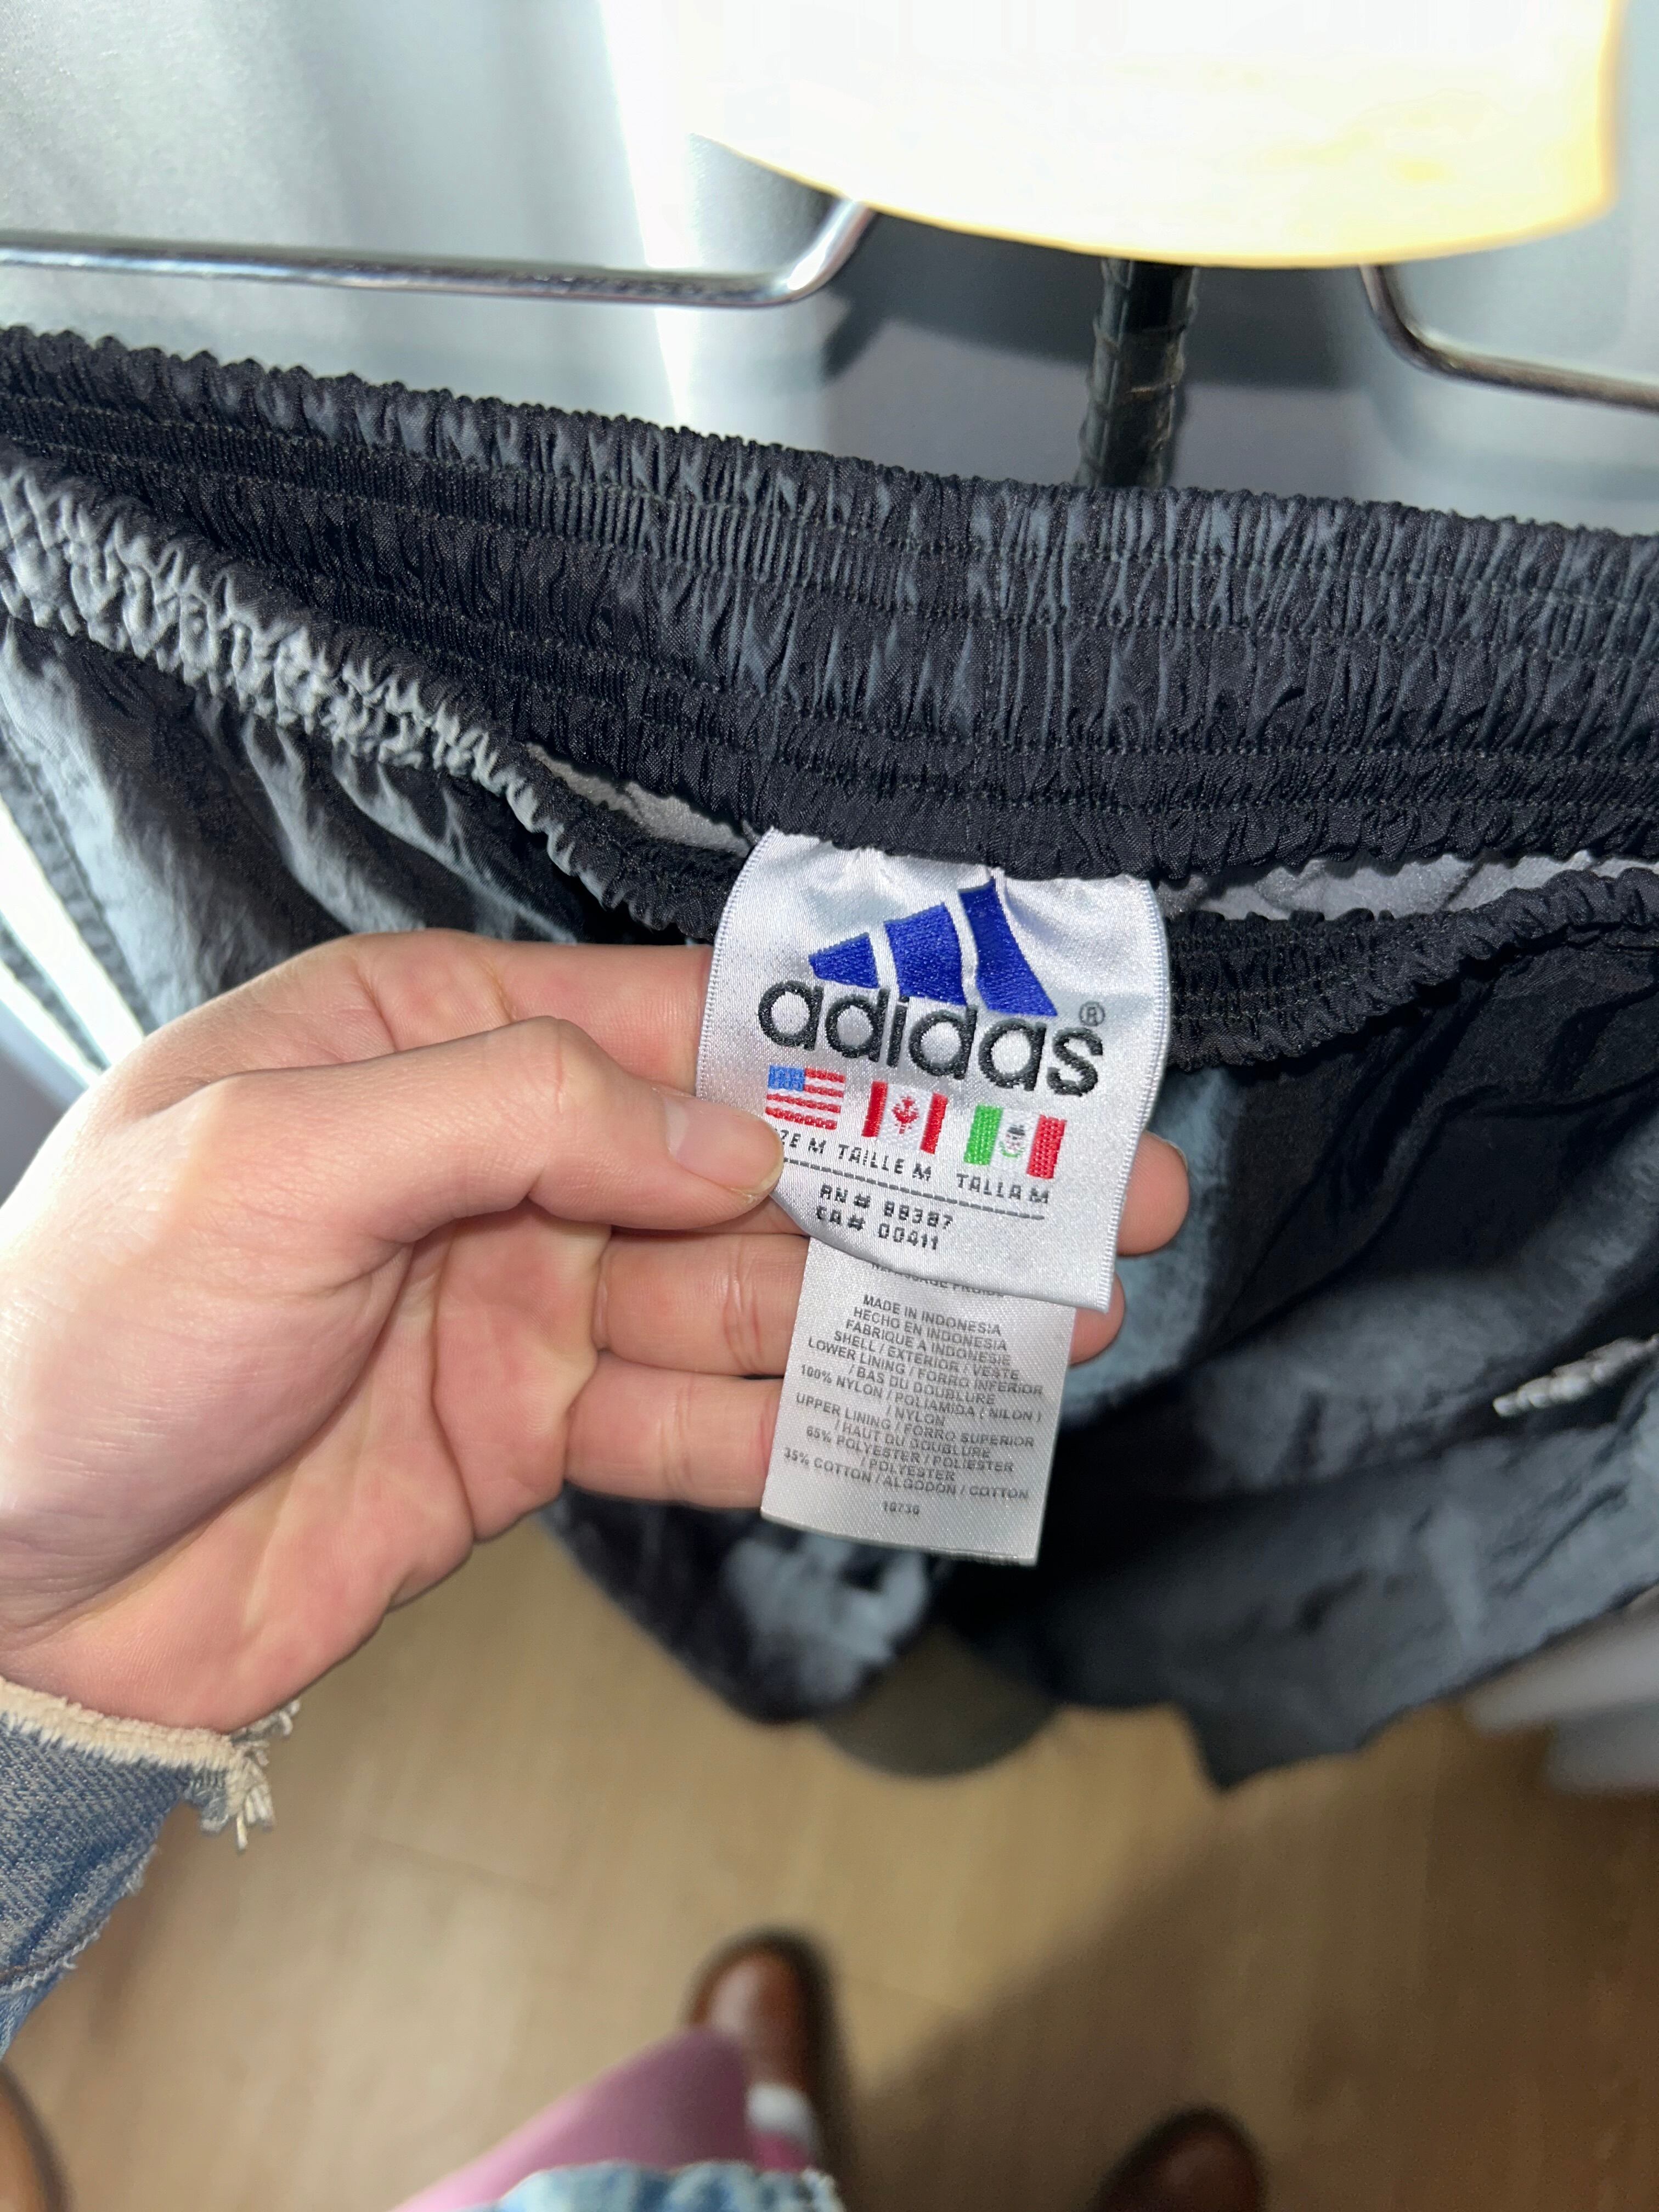 adidas®
ZE M TAILLE M TALLA M
RN # 88387
CA # 00411
MADE IN INDONESIA
HECHO EN INDONESIA
FABRIQUE A INDONESIE
SHELL / EXTERIOR / VESTE
LOWER LINING / FORRO INFERIOR
/ BAS DU DOUBLURE
100% NYLON / POLIAMIDA ( NILON )
/ NYLON
UPPER LINING / FORRO SUPERIOR
/ HAUT DU DOUBLURE
65% POLYESTER / POLIESTER
/ POLYESTER
35% COTTON / ALGODON / COTTON